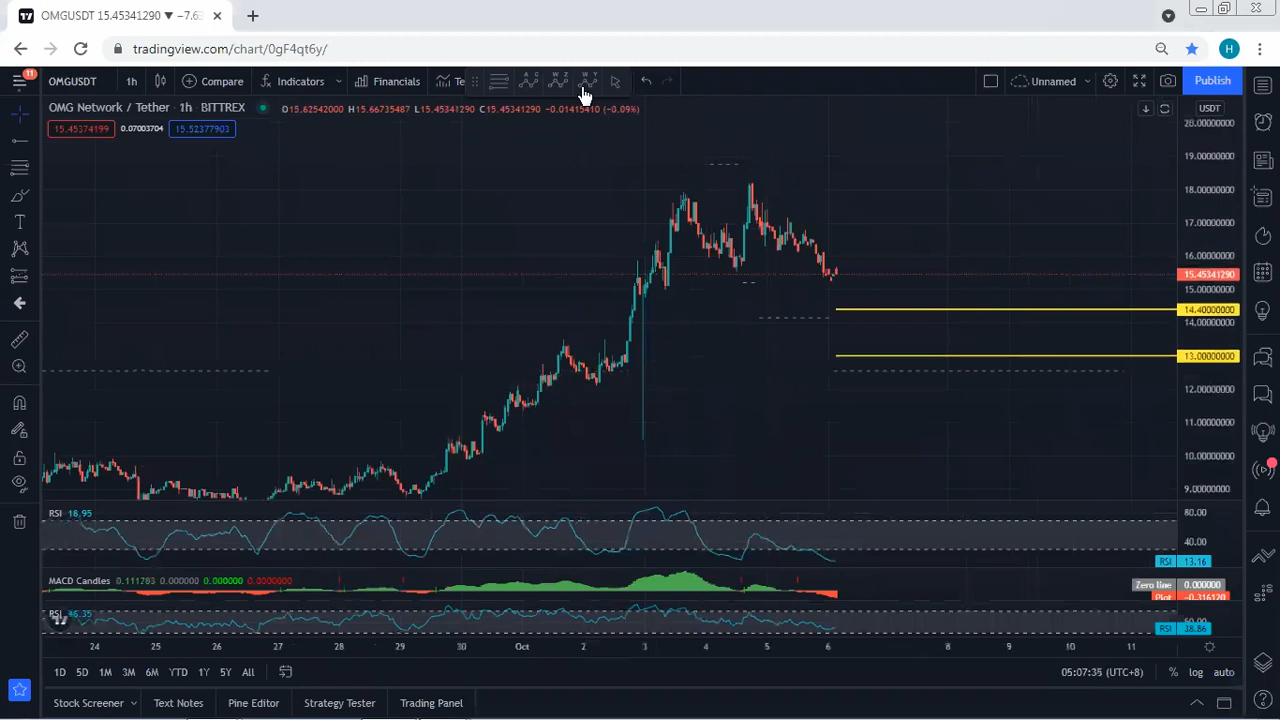 OMGUSDT 15.45341290 ▼ −7.63
tradingview.com/chart/0gF4qt6y/
H
11
OMGUSDT 1h Compare Indicators Financials Te Unnamed Publish
A C W Z W Y
OMG Network / Tether · 1h · BITTREX O15.62542000 H15.66735487 L15.45341290 C15.45341290 −0.01415410 (−0.09%)
USDT
15.45374199 0.07003704 15.52377903
20.00000000
19.00000000
18.00000000
17.00000000
16.00000000
15.45341290
15.00000000
14.40000000
14.00000000
13.00000000
12.00000000
11.00000000
10.00000000
9.00000000
RSI 18.95
80.00
40.00
RSI 13.16
MACD Candles 0.111783 0.000000 0.000000 0.0000000
Zero line 0.000000
Plot −0.316120
RSI 46.35
RSI 38.86
24 25 26 27 28 29 30 Oct 2 3 4 5 6 8 9 10 11
1D 5D 1M 3M 6M YTD 1Y 5Y All
05:07:35 (UTC+8) % log auto
Stock Screener Text Notes Pine Editor Strategy Tester Trading Panel